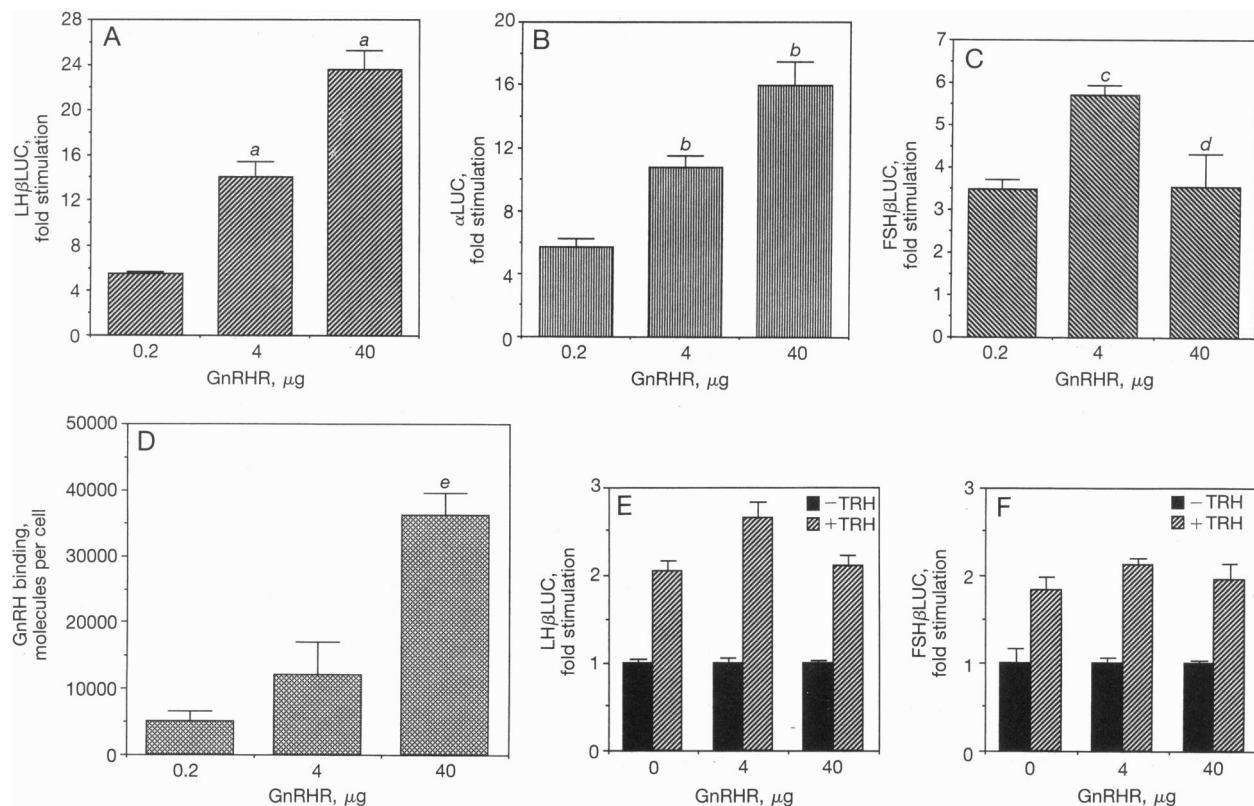 A
LHβLUC,
fold stimulation
28
24
20
16
12
8
4
0
a
a
0.2
4
40
GnRHR, μg
B
αLUC,
fold stimulation
20
16
12
8
4
0
b
b
0.2
4
40
GnRHR, μg
C
FSHβLUC,
fold stimulation
7
6
5
4
3
2
1
0
c
d
0.2
4
40
GnRHR, μg
D
GnRH binding,
molecules per cell
50000
40000
30000
20000
10000
0
e
0.2
4
40
GnRHR, μg
E
LHβLUC,
fold stimulation
3
2
1
0
−TRH
+TRH
0
4
40
GnRHR, μg
F
FSHβLUC,
fold stimulation
3
2
1
0
−TRH
+TRH
0
4
40
GnRHR, μg